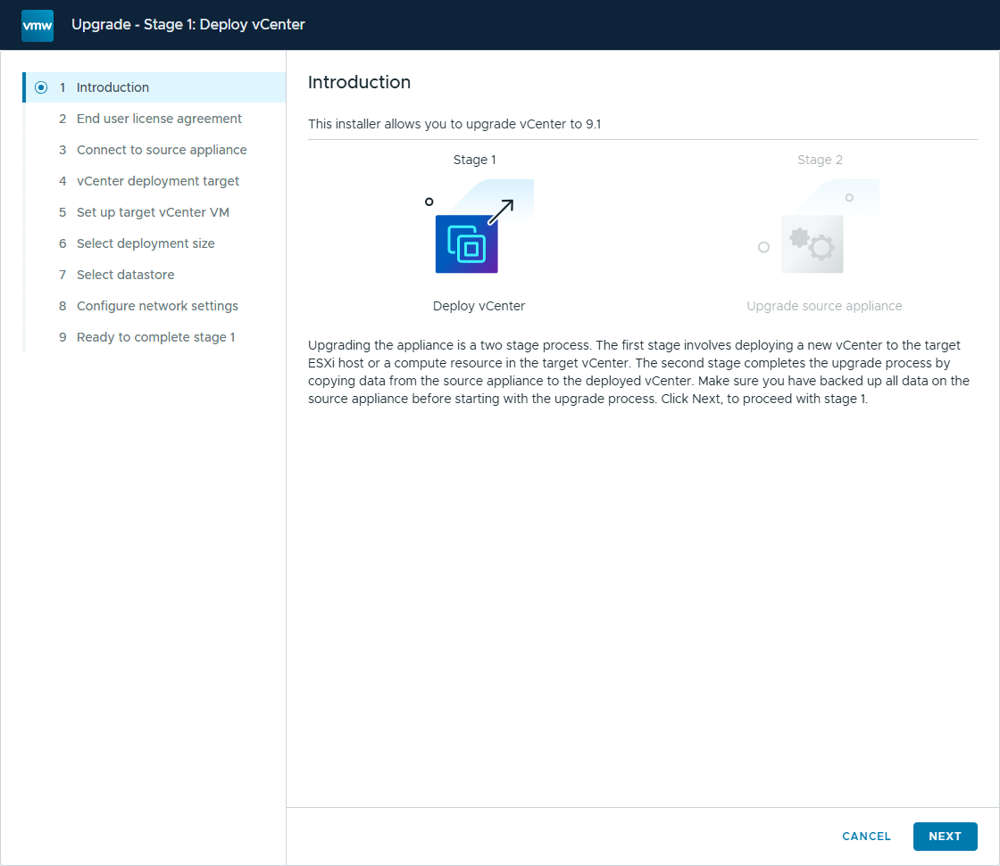 vmw
Upgrade - Stage 1: Deploy vCenter
1 Introduction
2 End user license agreement
3 Connect to source appliance
4 vCenter deployment target
5 Set up target vCenter VM
6 Select deployment size
7 Select datastore
8 Configure network settings
9 Ready to complete stage 1
Introduction
This installer allows you to upgrade vCenter to 9.1
Stage 1
Deploy vCenter
Stage 2
Upgrade source appliance
Upgrading the appliance is a two stage process. The first stage involves deploying a new vCenter to the target
ESXi host or a compute resource in the target vCenter. The second stage completes the upgrade process by
copying data from the source appliance to the deployed vCenter. Make sure you have backed up all data on the
source appliance before starting with the upgrade process. Click Next, to proceed with stage 1.
CANCEL
NEXT